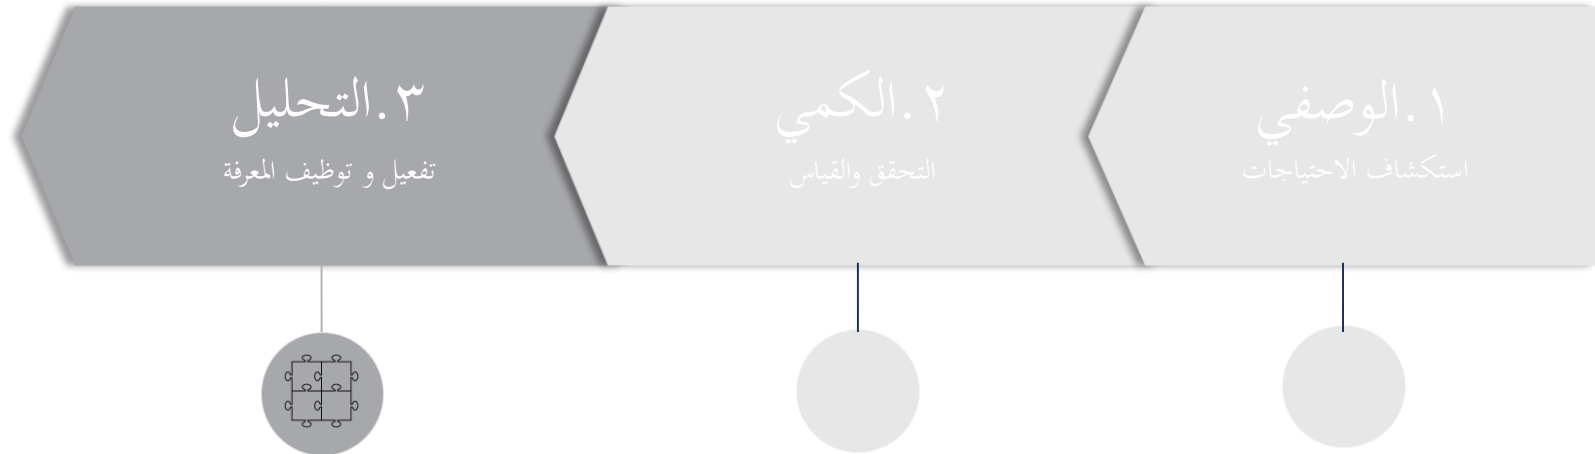 ١.الوصفي
استكشاف الاحتياجات
٢.الكمي
التحقق والقياس
٣.التحليل
تفعيل و توظيف المعرفة